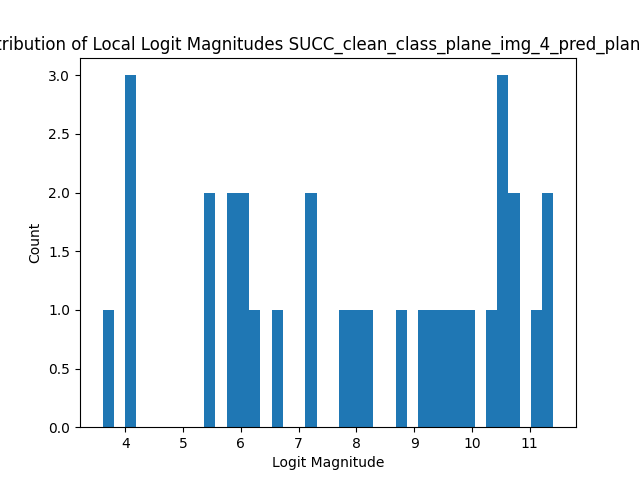 tribution of Local Logit Magnitudes SUCC_clean_class_plane_img_4_pred_plan
3.0
2.5
2.0
1.5
1.0
0.5
0.0
Count
4 5 6 7 8 9 10 11
Logit Magnitude